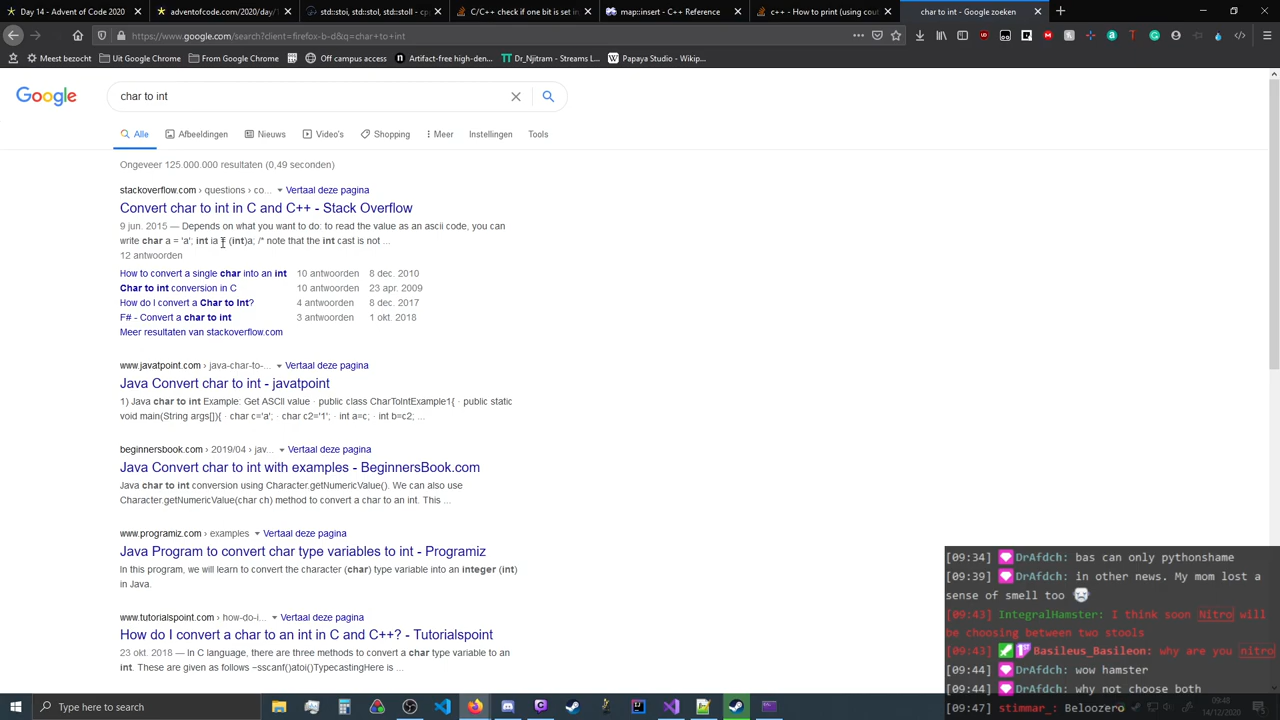 Day 14 - Advent of Code
adventofcode.com/2020/day/
std::stoi, std::stol, std::stoll - cp
C/C++ check if one bit is set in
map::insert - C++ Reference
c++ - How to print (using cout
char to int - Google zoeken
https://www.google.com/search?client=firefox-b-d&q=char+to+int
Meest bezocht
Uit Google Chrome
From Google Chrome
Off campus access
Artifact-free high-den...
Dr_Njitram - Streams L...
Papaya Studio - Wikip...
Google
char to int
Alle
Afbeeldingen
Nieuws
Video's
Shopping
Meer
Instellingen
Tools
Ongeveer 125.000.000 resultaten (0,49 seconden)
stackoverflow.com › questions › co... Vertaal deze pagina
Convert char to int in C and C++ - Stack Overflow
9 jun. 2015 — Depends on what you want to do: to read the value as an ascii code, you can
write char a = 'a'; int ia = (int)a; /* note that the int cast is not ...
12 antwoorden
How to convert a single char into an int 10 antwoorden 8 dec. 2010
Char to int conversion in C 10 antwoorden 23 apr. 2009
How do I convert a Char to Int? 4 antwoorden 8 dec. 2017
F# - Convert a char to int 3 antwoorden 1 okt. 2018
Meer resultaten van stackoverflow.com
www.javatpoint.com › java-char-to-... Vertaal deze pagina
Java Convert char to int - javatpoint
1) Java char to int Example: Get ASCII value · public class CharToIntExample1{ · public static
void main(String args[]){ · char c='a'; · char c2='1'; · int a=c; · int b=c2; ...
beginnersbook.com › 2019/04 › jav... Vertaal deze pagina
Java Convert char to int with examples - BeginnersBook.com
Java char to int conversion using Character.getNumericValue(). We can also use
Character.getNumericValue(char ch) method to convert a char to an int. This ...
www.programiz.com › examples Vertaal deze pagina
Java Program to convert char type variables to int - Programiz
In this program, we will learn to convert the character (char) type variable into an integer (int)
in Java.
www.tutorialspoint.com › how-do-i... Vertaal deze pagina
How do I convert a char to an int in C and C++? - Tutorialspoint
23 okt. 2018 — In C language, there are three methods to convert a char type variable to an
int. These are given as follows −sscanf()atoi()TypecastingHere is ...
[09:34] DrAfdch: bas can only pythonshame
[09:39] DrAfdch: in other news. My mom lost a
sense of smell too
[09:43] IntegralHamster: I think soon Nitro will
be choosing between two stools
[09:43] Basileus_Basileon: why are you nitro
[09:44] DrAfdch: wow hamster
[09:44] DrAfdch: why not choose both
[09:47] stimmar_: Beloozero
Type here to search
09:48
14/12/2020